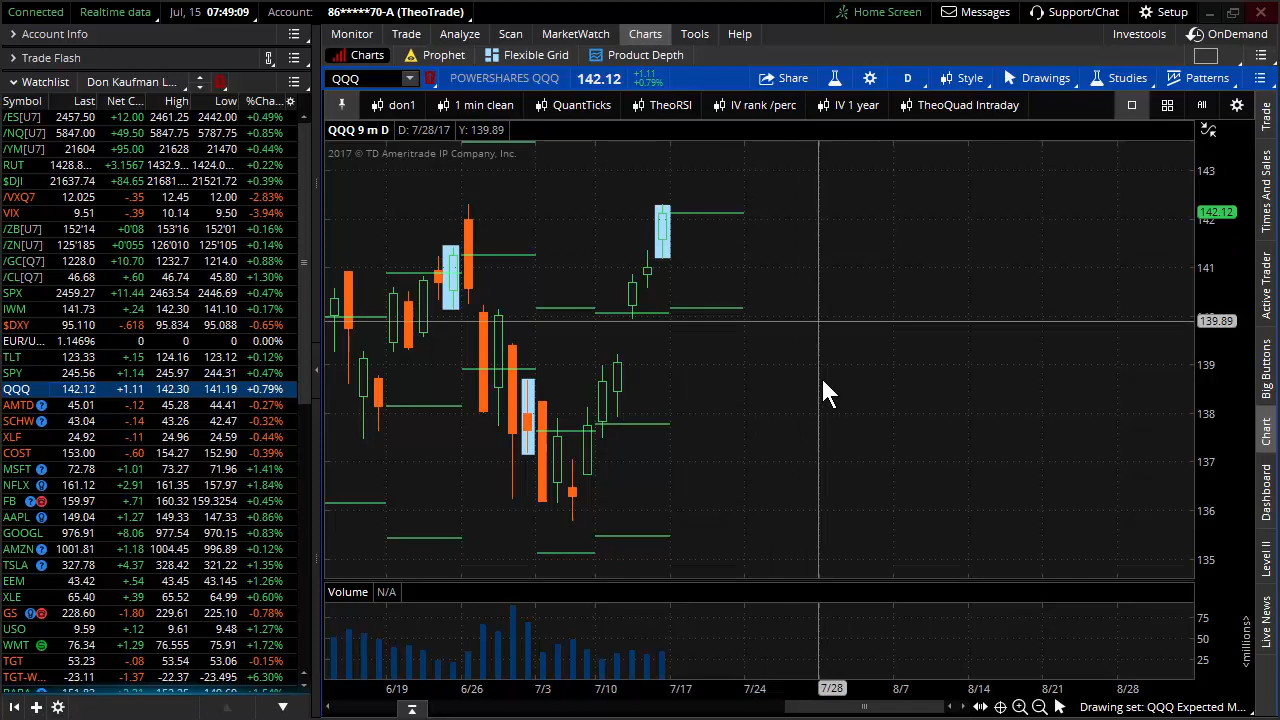 Connected Realtime data Jul, 15 07:49:09 Account: 86*****70-A (TheoTrade) Home Screen Messages Support/Chat Setup
Account Info Monitor Trade Analyze Scan MarketWatch Charts Tools Help Investools OnDemand
Trade Flash Charts Prophet Flexible Grid Product Depth
Watchlist Don Kaufman L... QQQ POWERSHARES QQQ 142.12 +1.11 +0.79% Share D Style Drawings Studies Patterns
Symbol Last Net C... High Low %Cha...
don1 1 min clean QuantTicks TheoRSI IV rank /perc IV 1 year TheoQuad Intraday All
QQQ 9 m D D: 7/28/17 Y: 139.89
2017 © TD Ameritrade IP Company, Inc.
/ES[U7] 2457.50 +12.00 2461.25 2442.00 +0.49%
/NQ[U7] 5847.00 +49.50 5847.75 5787.75 +0.85%
/YM[U7] 21604 +95.00 21628 21470 +0.44%
RUT 1428.8... +3.1567 1432.9... 1424.0... +0.22%
$DJI 21637.74 +84.65 21681.... 21521.72 +0.39%
/VXQ7 12.025 -.35 12.45 12.00 -2.83%
VIX 9.51 -.39 10.14 9.50 -3.94%
/ZB[U7] 152'14 +0'08 153'16 152'01 +0.16%
/ZN[U7] 125'185 +0'055 126'010 125'145 +0.14%
/GC[Q7] 1228.0 +10.70 1232.7 1214.0 +0.88%
/CL[Q7] 46.68 +.60 46.74 45.80 +1.30%
SPX 2459.27 +11.44 2463.54 2446.69 +0.47%
IWM 141.73 +.24 142.30 141.10 +0.17%
$DXY 95.110 -.618 95.834 95.088 -0.65%
EUR/U... 1.14696 0 0 0 0.00%
TLT 123.33 +.15 124.16 123.12 +0.12%
SPY 245.56 +1.14 245.97 244.31 +0.47%
QQQ 142.12 +1.11 142.30 141.19 +0.79%
AMTD 45.01 -.12 45.28 44.41 -0.27%
SCHW 43.04 -.14 43.26 42.47 -0.32%
XLF 24.92 -.11 24.96 24.59 -0.44%
COST 153.00 -.60 154.27 152.90 -0.39%
MSFT 72.78 +1.01 73.27 71.96 +1.41%
NFLX 161.12 +2.91 161.35 157.97 +1.84%
FB 159.97 +.71 160.32 159.3254 +0.45%
AAPL 149.04 +1.27 149.33 147.33 +0.86%
GOOGL 976.91 +8.06 977.54 970.15 +0.83%
AMZN 1001.81 +1.18 1004.45 996.89 +0.12%
TSLA 327.78 +4.37 328.42 321.22 +1.35%
EEM 43.42 +.54 43.45 43.145 +1.26%
XLE 65.40 +.39 65.52 64.99 +0.60%
GS 228.60 -1.80 229.61 225.10 -0.78%
USO 9.59 +.12 9.61 9.48 +1.27%
WMT 76.34 +1.29 76.555 75.91 +1.72%
TGT 53.23 -.08 53.54 53.06 -0.15%
TGT-W... -23.11 -1.37 -22.37 -23.495 +6.30%
143
142.12
142
141
139.89
139
138
137
136
135
Volume N/A
75
50
25
<millions>
6/19 6/26 7/3 7/10 7/17 7/24 7/28 8/7 8/14 8/21 8/28
Drawing set: QQQ Expected M...
Trade
Times And Sales
Active Trader
Big Buttons
Chart
Dashboard
Level II
Live News